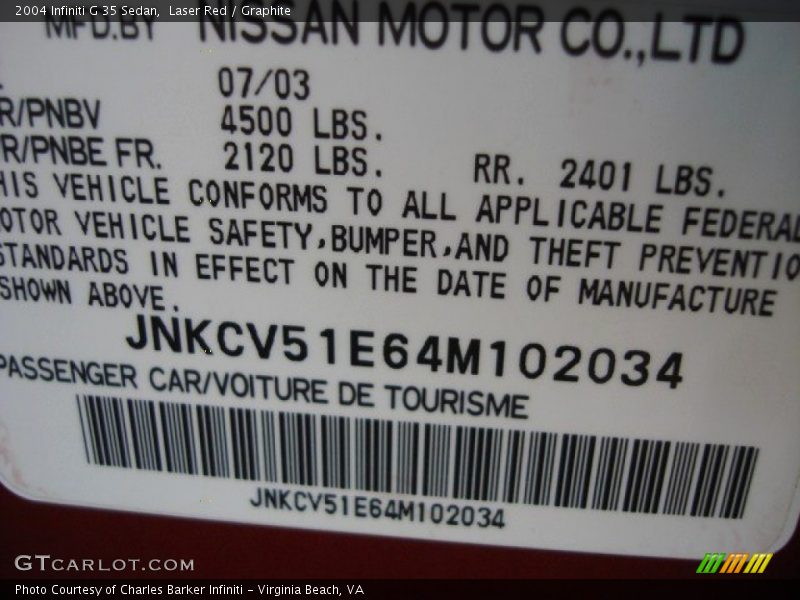 2004 Infiniti G 35 Sedan,  Laser Red / Graphite
MFD.BY NISSAN MOTOR CO.,LTD
07/03
R/PNBV 4500 LBS.
R/PNBE FR. 2120 LBS. RR. 2401 LBS.
HIS VEHICLE CONFORMS TO ALL APPLICABLE FEDERAL
OTOR VEHICLE SAFETY,BUMPER,AND THEFT PREVENTIO
STANDARDS IN EFFECT ON THE DATE OF MANUFACTURE
SHOWN ABOVE.
JNKCV51E64M102034
PASSENGER CAR/VOITURE DE TOURISME
JNKCV51E64M102034
GTCARLOT.COM
Photo Courtesy of Charles Barker Infiniti - Virginia Beach, VA